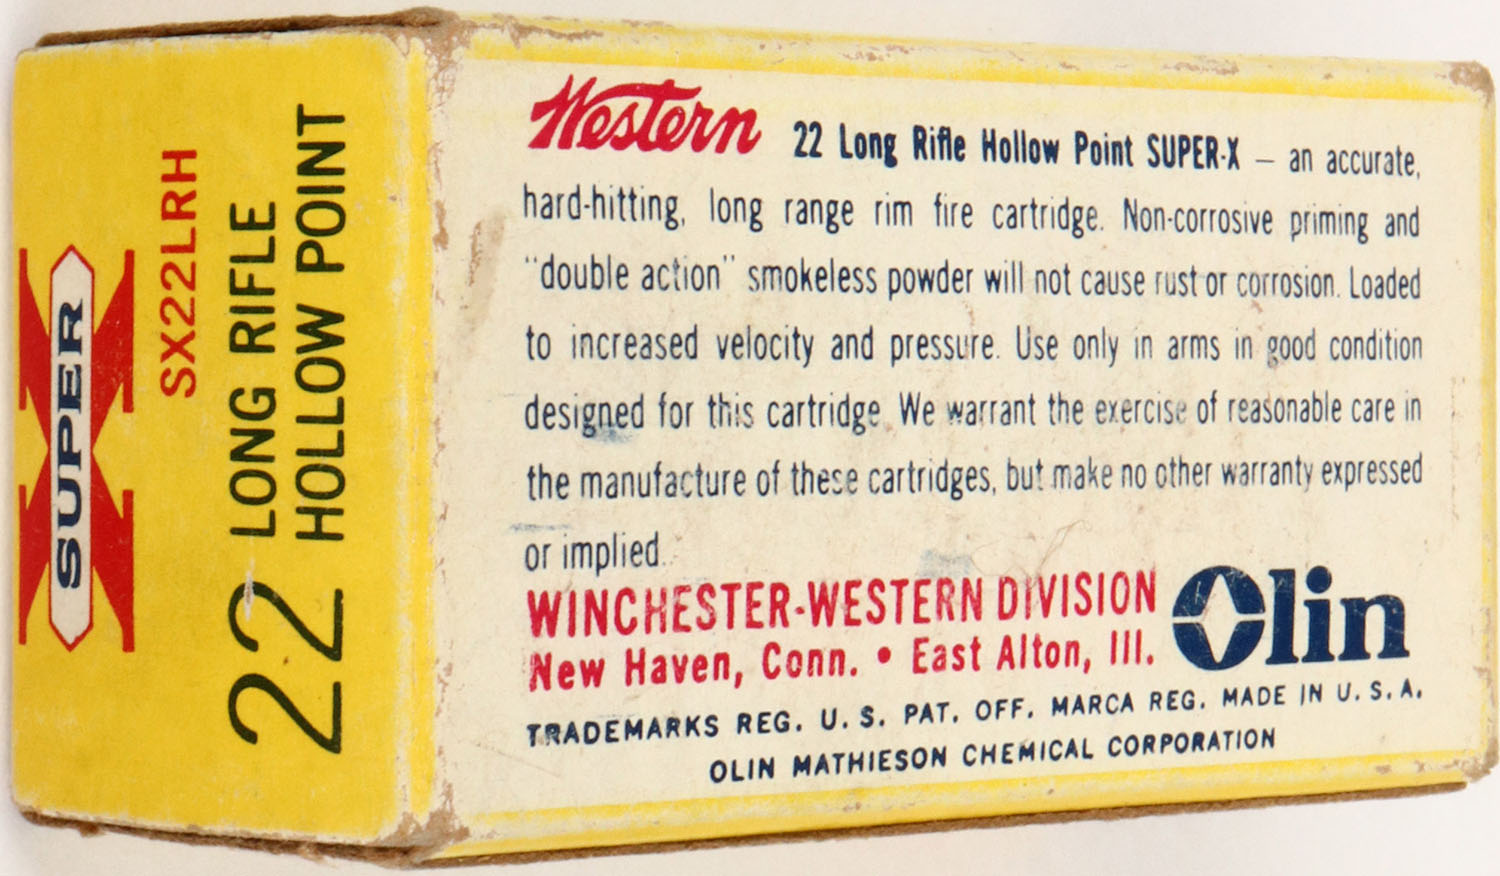 SUPER X
SX22LRH
22 LONG RIFLE
HOLLOW POINT
Western 22 Long Rifle Hollow Point SUPER-X — an accurate,
hard-hitting, long range rim fire cartridge. Non-corrosive priming and
"double action" smokeless powder will not cause rust or corrosion. Loaded
to increased velocity and pressure. Use only in arms in good condition
designed for this cartridge. We warrant the exercise of reasonable care in
the manufacture of these cartridges, but make no other warranty expressed
or implied.
WINCHESTER-WESTERN DIVISION
New Haven, Conn. • East Alton, Ill.
Olin
TRADEMARKS REG. U. S. PAT. OFF. MARCA REG. MADE IN U. S. A.
OLIN MATHIESON CHEMICAL CORPORATION